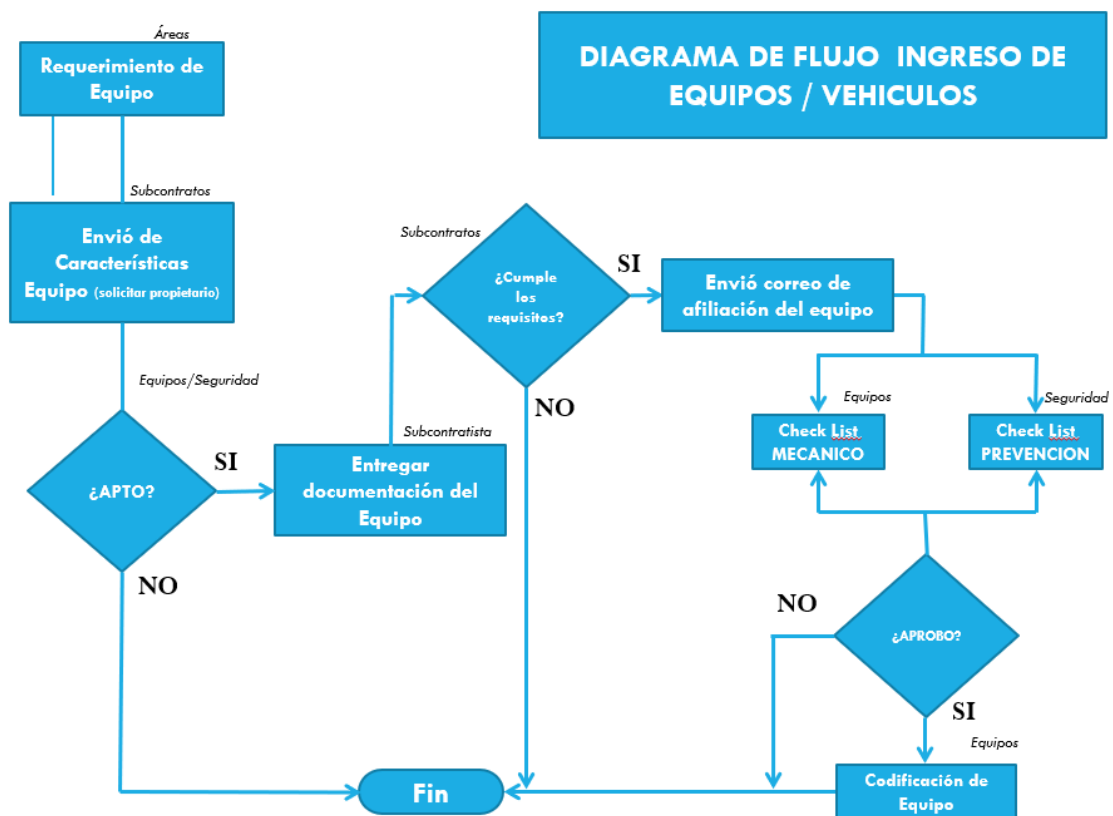 DIAGRAMA DE FLUJO INGRESO DE
EQUIPOS / VEHICULOS
Áreas
Requerimiento de
Equipo
Subcontratos
Envió de
Características
Equipo (solicitar propietario)
Equipos/Seguridad
¿APTO?
SI
NO
Subcontratista
Entregar
documentación del
Equipo
Subcontratos
¿Cumple
los
requisitos?
SI
NO
Envió correo de
afiliación del equipo
Equipos
Check List
MECANICO
Seguridad
Check List
PREVENCION
¿APROBO?
NO
SI
Equipos
Codificación de
Equipo
Fin